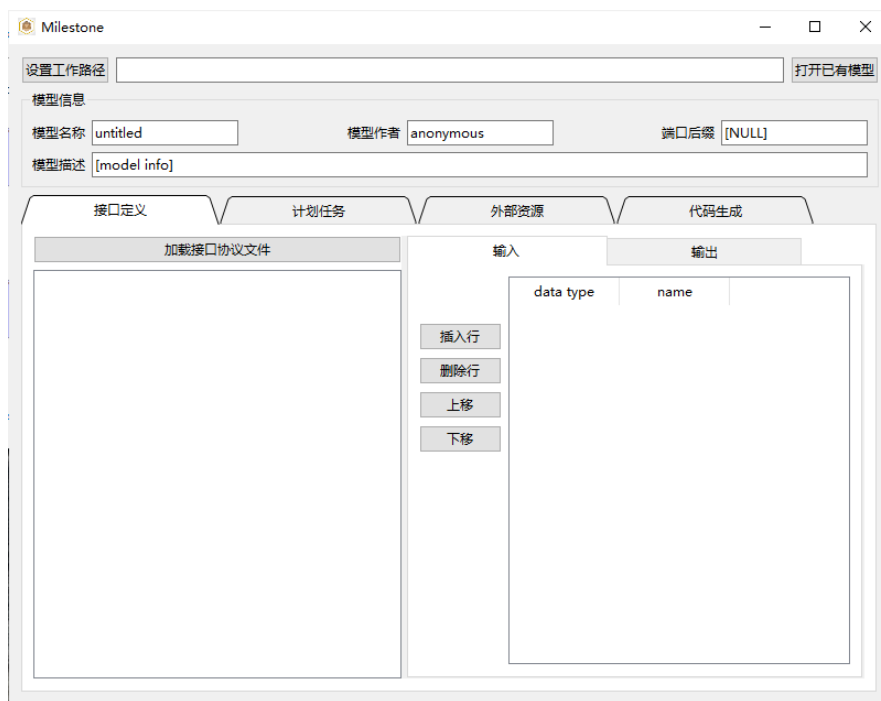 Milestone
设置工作路径 打开已有模型
模型信息
模型名称 untitled 模型作者 anonymous 端口后缀 [NULL]
模型描述 [model info]
接口定义 计划任务 外部资源 代码生成
加载接口协议文件 输入 输出
data type name
插入行
删除行
上移
下移